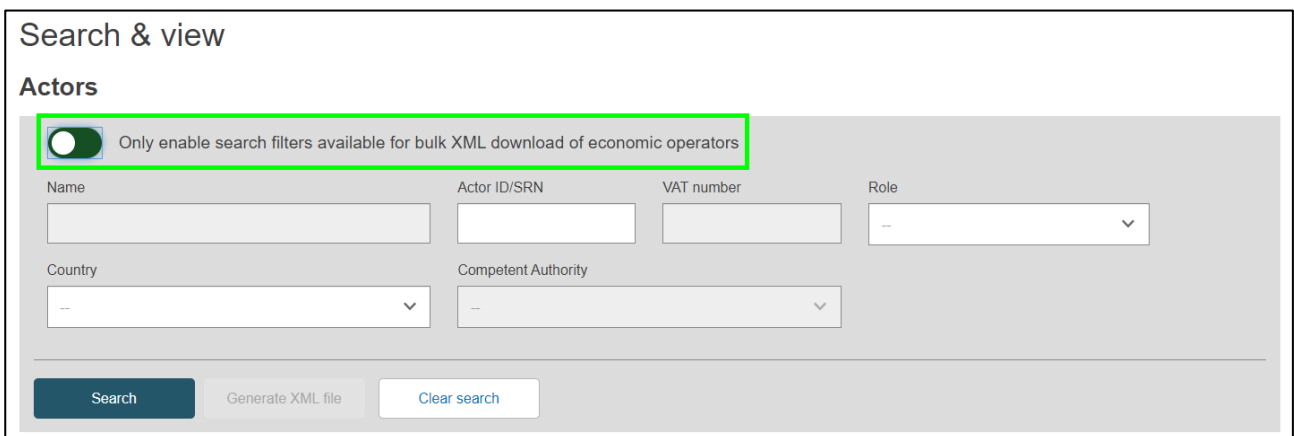 Search & view
Actors
Only enable search filters available for bulk XML download of economic operators
Name
Actor ID/SRN
VAT number
Role
--
Country
Competent Authority
--
--
Search
Generate XML file
Clear search